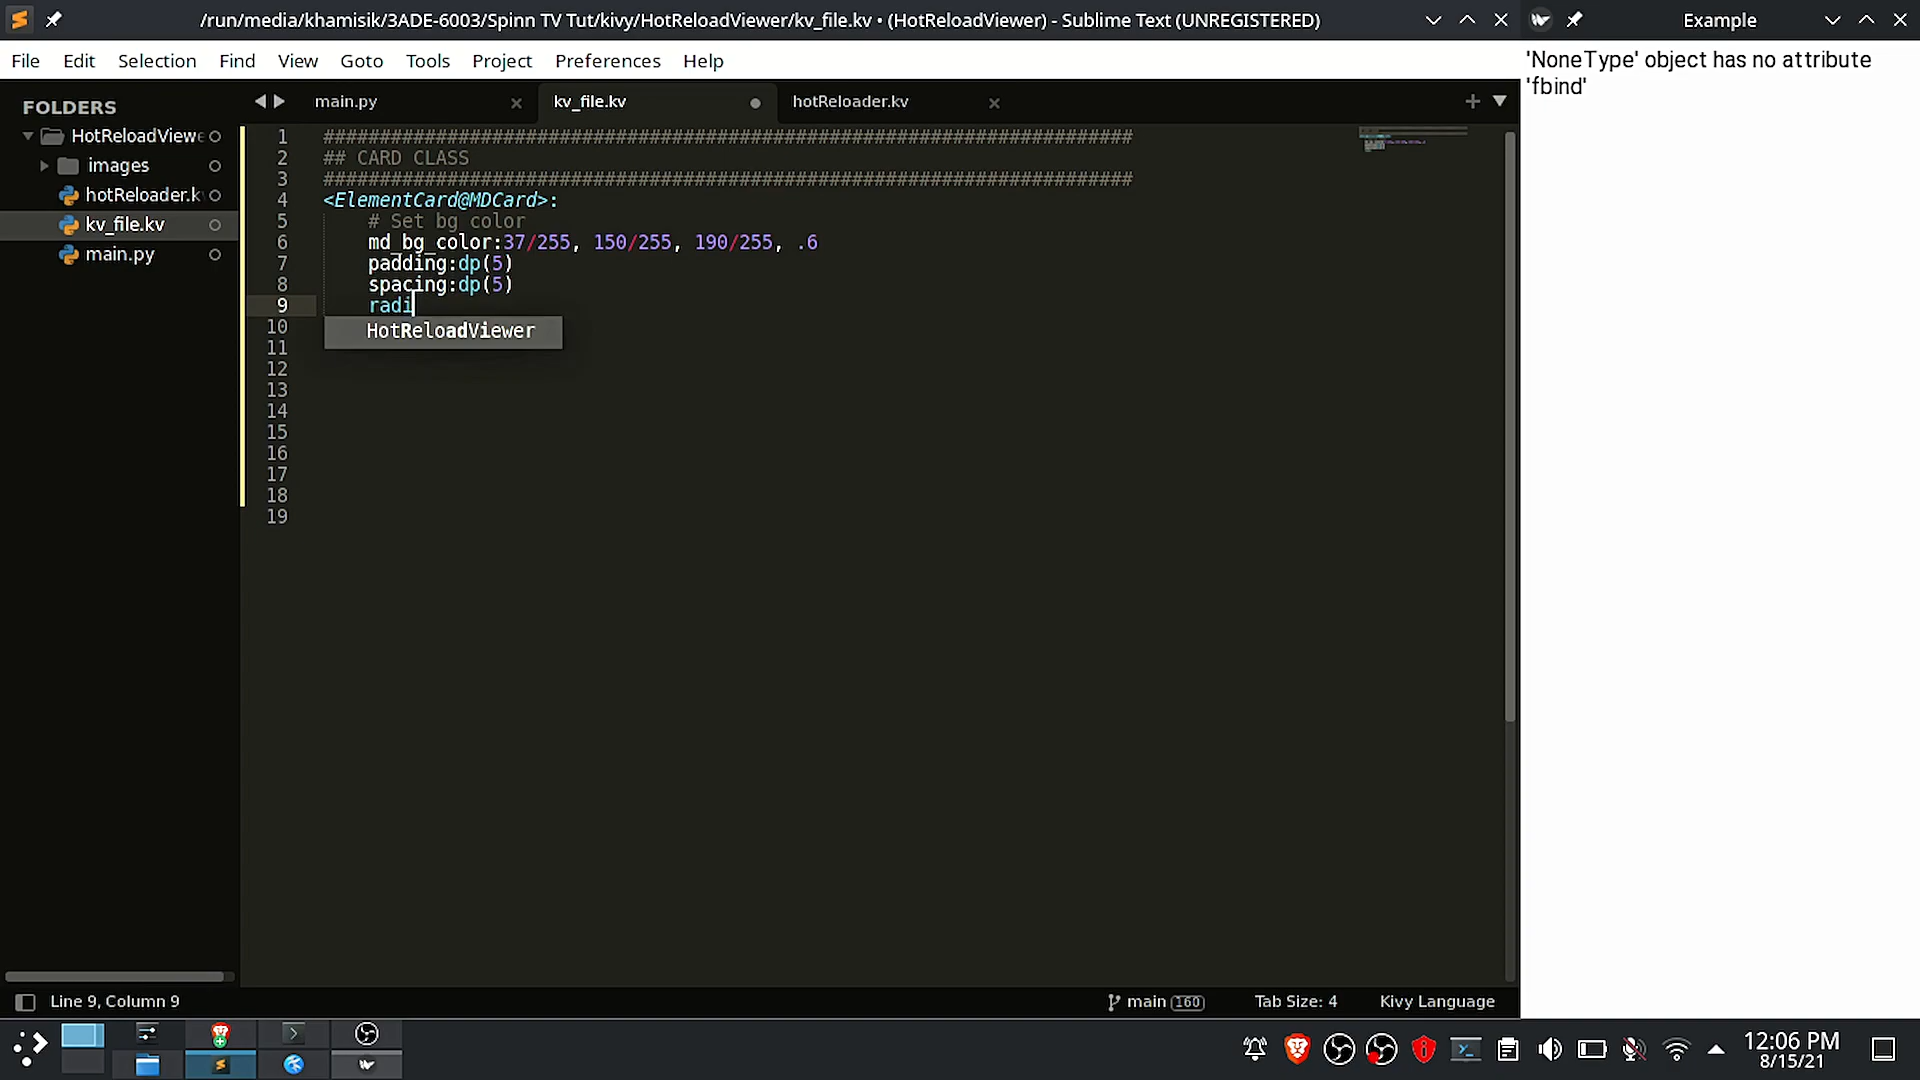 /run/media/khamisik/3ADE-6003/Spinn TV Tut/kivy/HotReloadViewer/kv_file.kv • (HotReloadViewer) - Sublime Text (UNREGISTERED)
Example
File Edit Selection Find View Goto Tools Project Preferences Help
'NoneType' object has no attribute
'fbind'
FOLDERS
HotReloadViewe
images
hotReloader.k
kv_file.kv
main.py
main.py
kv_file.kv
hotReloader.kv
1 ########################################################################
2 ## CARD CLASS
3 ########################################################################
4 <ElementCard@MDCard>:
5 # Set bg color
6 md_bg_color:37/255, 150/255, 190/255, .6
7 padding:dp(5)
8 spacing:dp(5)
9 radi
HotReloadViewer
10
11
12
13
14
15
16
17
18
19
Line 9, Column 9
main 160
Tab Size: 4
Kivy Language
12:06 PM
8/15/21